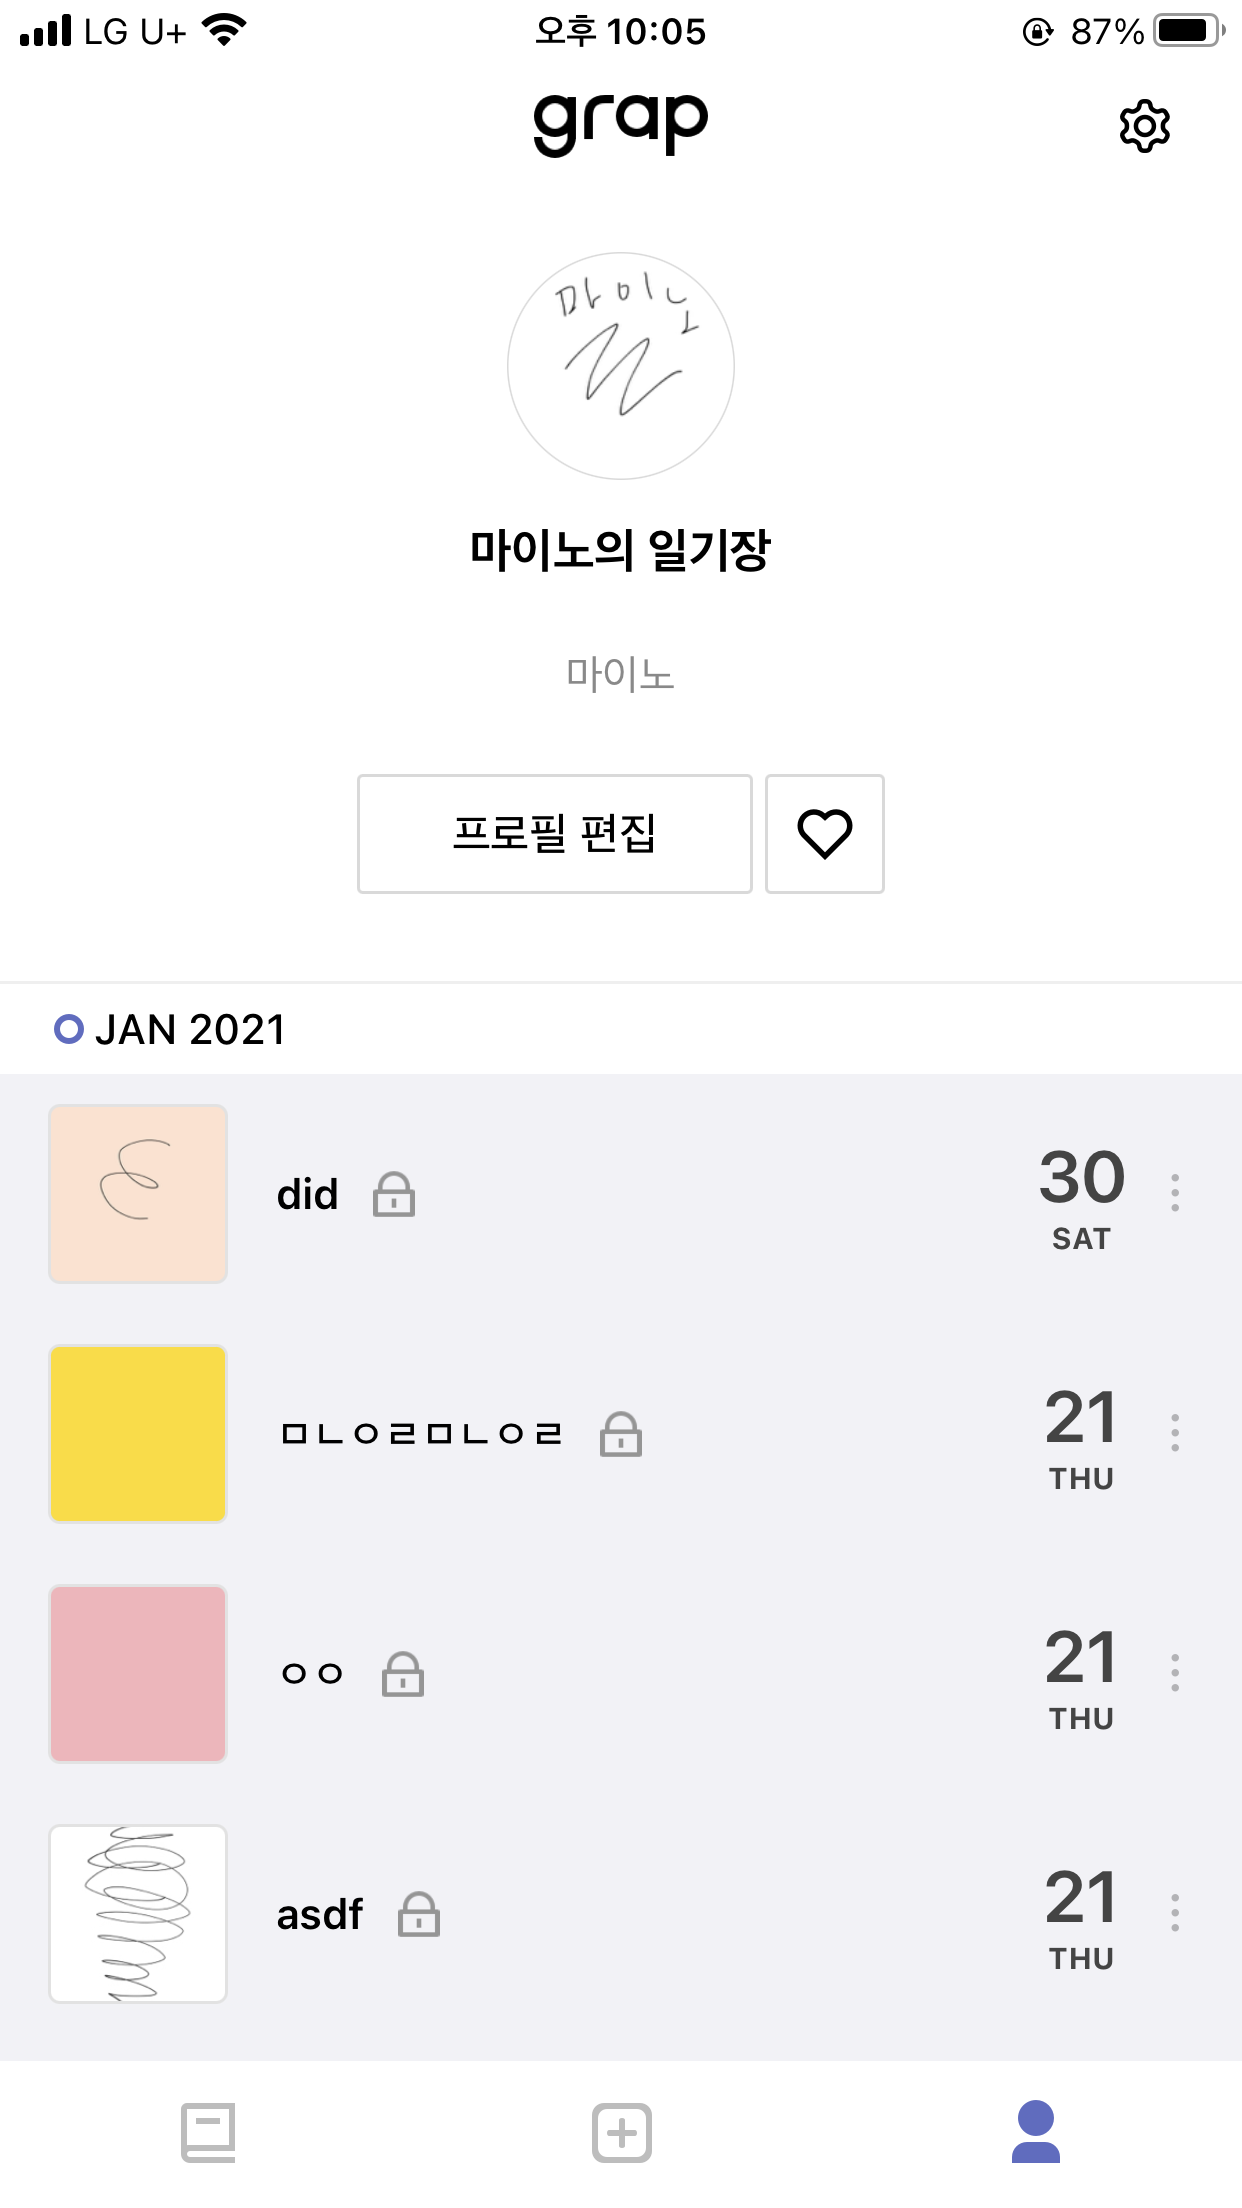 LG U+ 오후 10:05 87%
grap
마이노
마이노의 일기장
마이노
프로필 편집
JAN 2021
did 30
SAT
ㅁㄴㅇㄹㅁㄴㅇㄹ 21
THU
ㅇㅇ 21
THU
asdf 21
THU